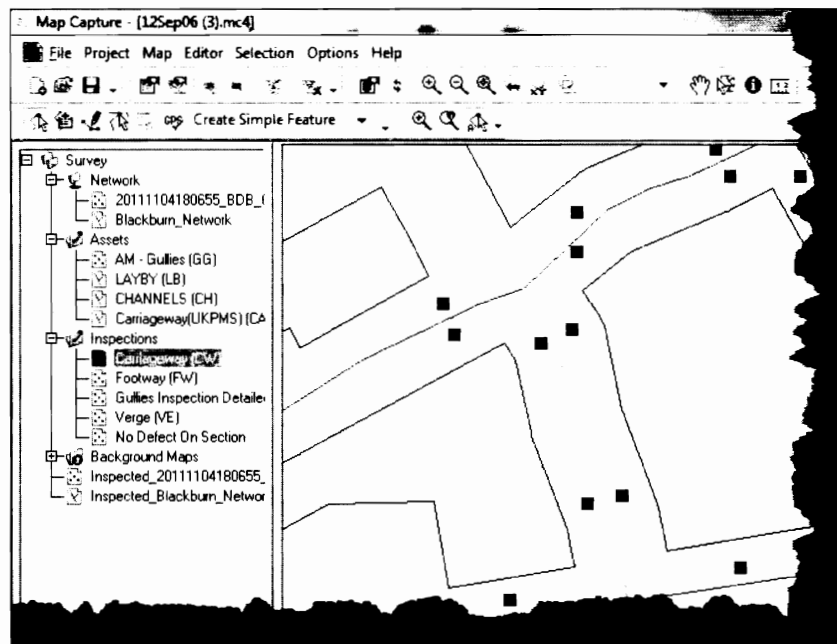 Map Capture - [12Sep06 (3).mc4]
File Project Map Editor Selection Options Help
GPS Create Simple Feature
Survey
Network
20111104180655_BDB_
Blackburn_Network
Assets
AM - Gullies (GG)
LAYBY (LB)
CHANNELS (CH)
Carriageway(UKPMS) (CA
Inspections
Carriageway (CW)
Footway (FW)
Gullies Inspection Detailed
Verge (VE)
No Defect On Section
Background Maps
Inspected_20111104180655_
Inspected_Blackburn_Networ